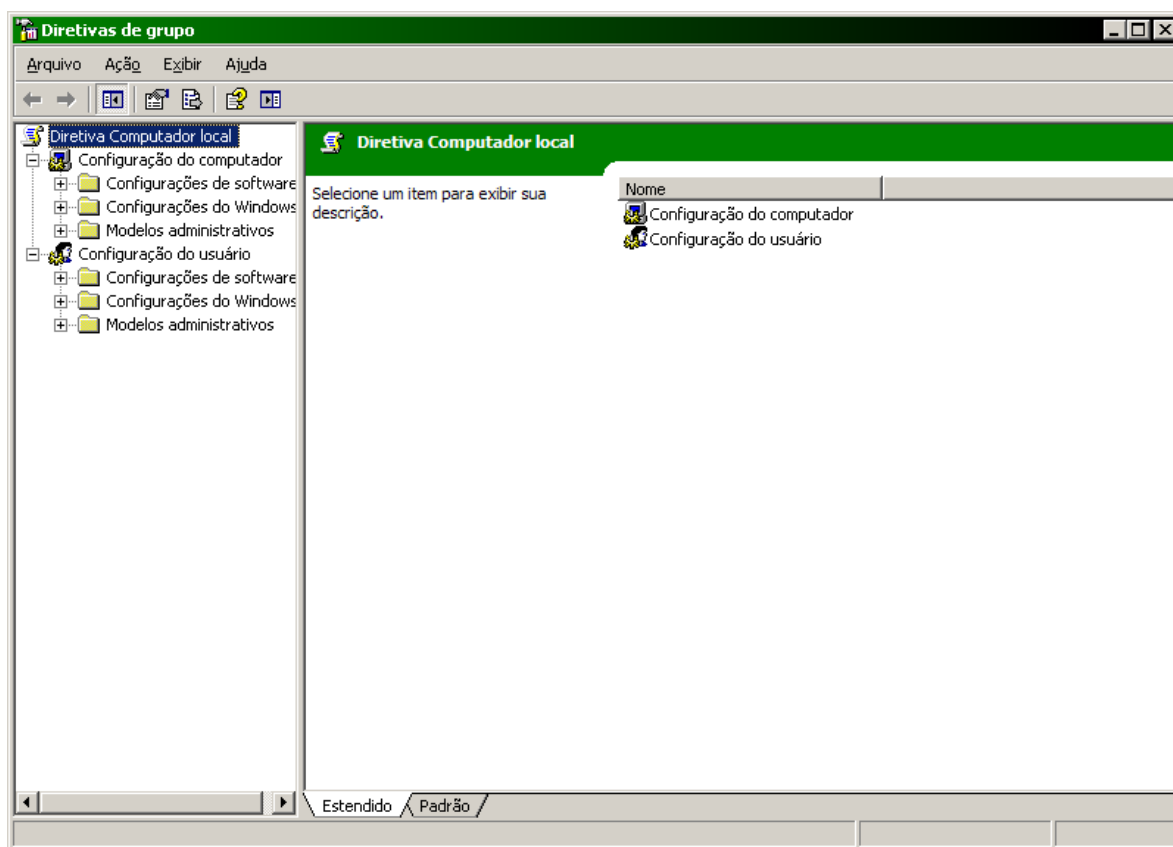 Diretivas de grupo
Arquivo Ação Exibir Ajuda
Diretiva Computador local
Configuração do computador
Configurações de software
Configurações do Windows
Modelos administrativos
Configuração do usuário
Configurações de software
Configurações do Windows
Modelos administrativos
Diretiva Computador local
Selecione um item para exibir sua
descrição.
Nome
Configuração do computador
Configuração do usuário
Estendido Padrão